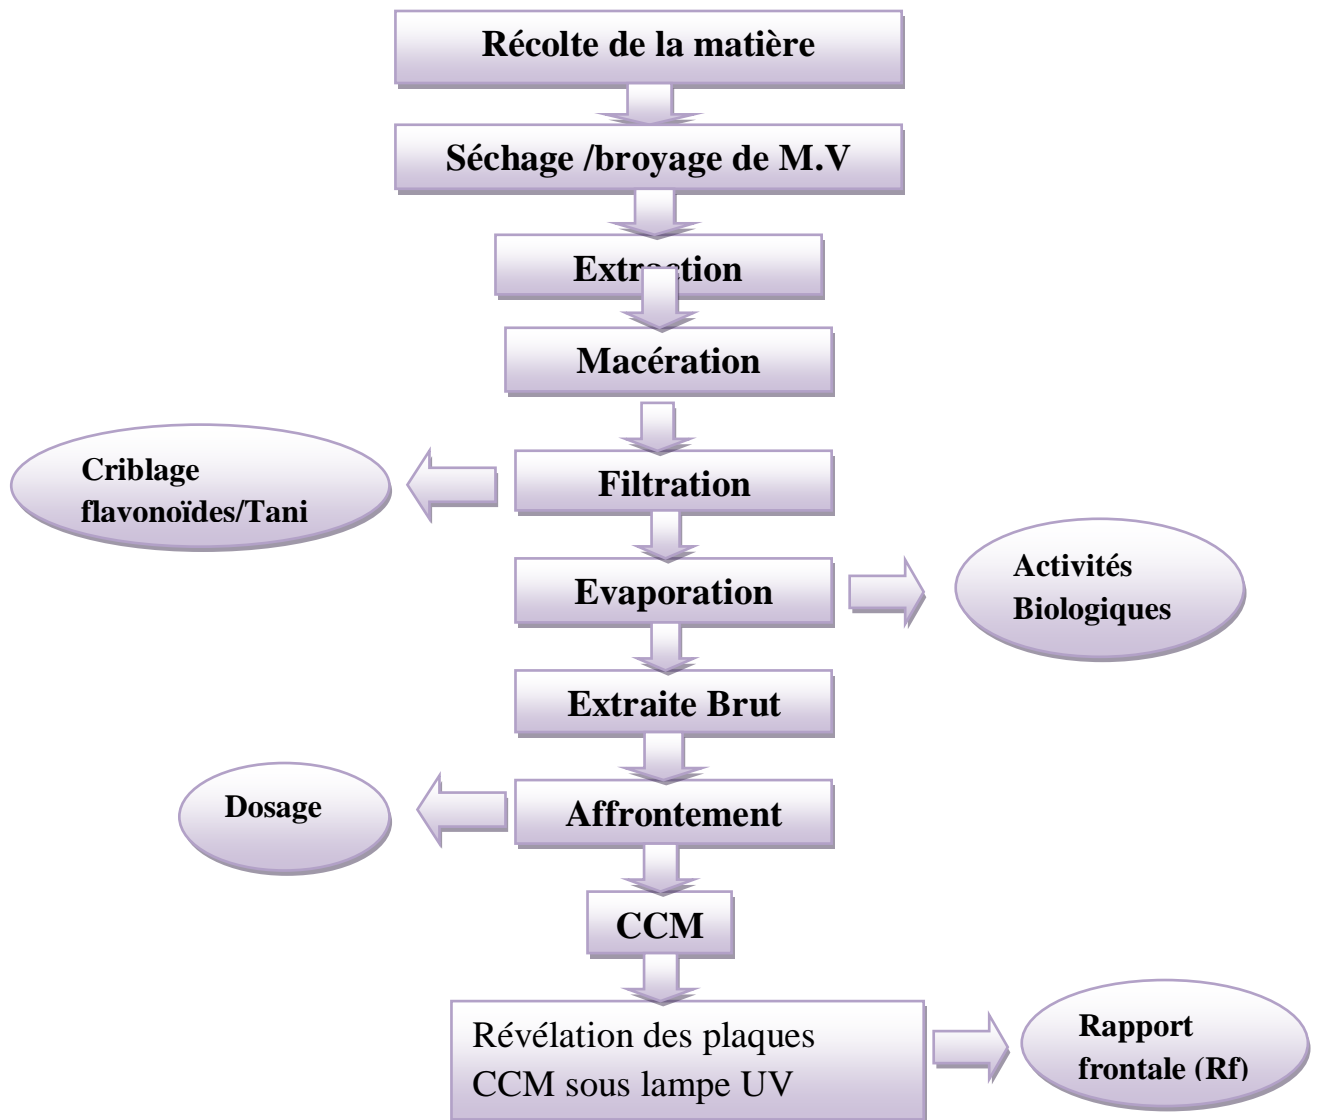 Récolte de la matière
Séchage /broyage de M.V
Extraction
Macération
Criblage
flavonoïdes/Tani
Filtration
Evaporation
Activités
Biologiques
Extraite Brut
Dosage
Affrontement
CCM
Révélation des plaques
CCM sous lampe UV
Rapport
frontale (Rf)